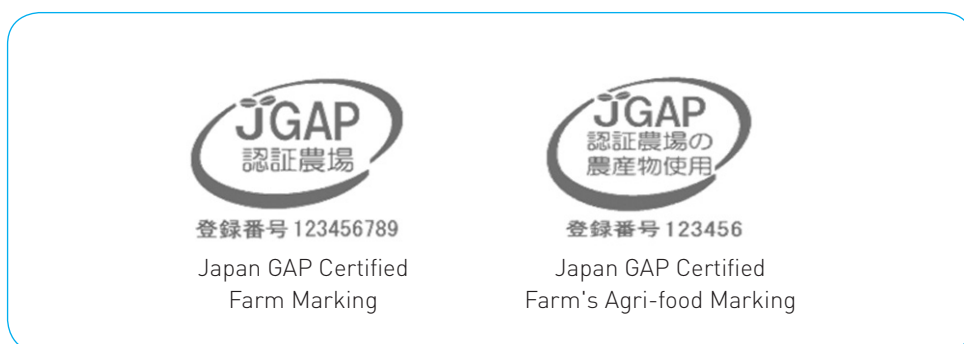 JGAP
認証農場
登録番号 123456789
Japan GAP Certified
Farm Marking
JGAP
認証農場の
農産物使用
登録番号 123456
Japan GAP Certified
Farm's Agri-food Marking